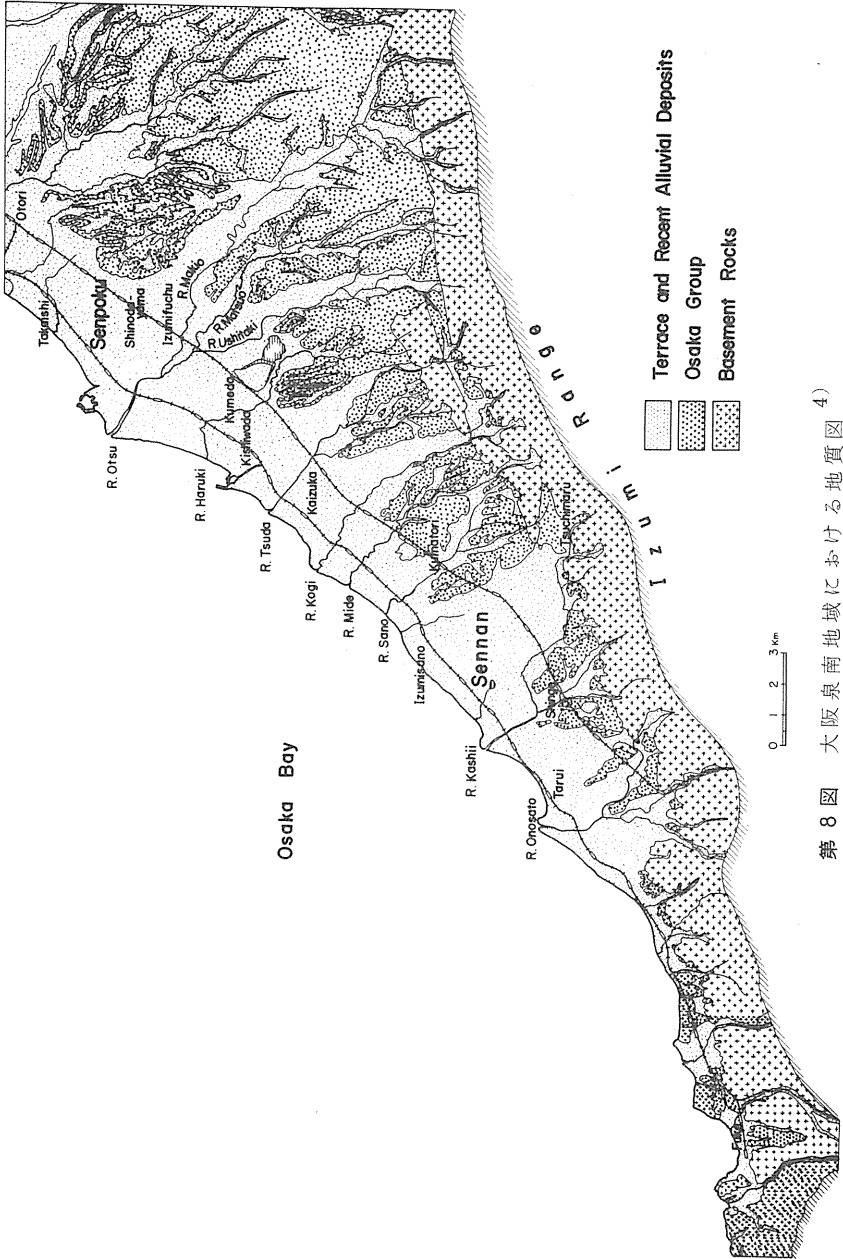 Otori
Takaishi
Senpoku
Shinoda-
yama
Izumifuchu
R. Makio
R. Matsuo
R. Ushitaki
R. Otsu
Kumeda
Kishiwada
R. Haruki
R. Tsuda
Kaizuka
R. Kogi
R. Mide
Kumatori
R. Sano
Izumisano
Sennan
Tsuchimaru
R. Kashii
Tarui
R. Onosato
Osaka Bay
Izumi Range
Terrace and Recent Alluvial Deposits
Osaka Group
Basement Rocks
0 1 2 3 Km
第8図 大阪泉南地域における地質図 4)